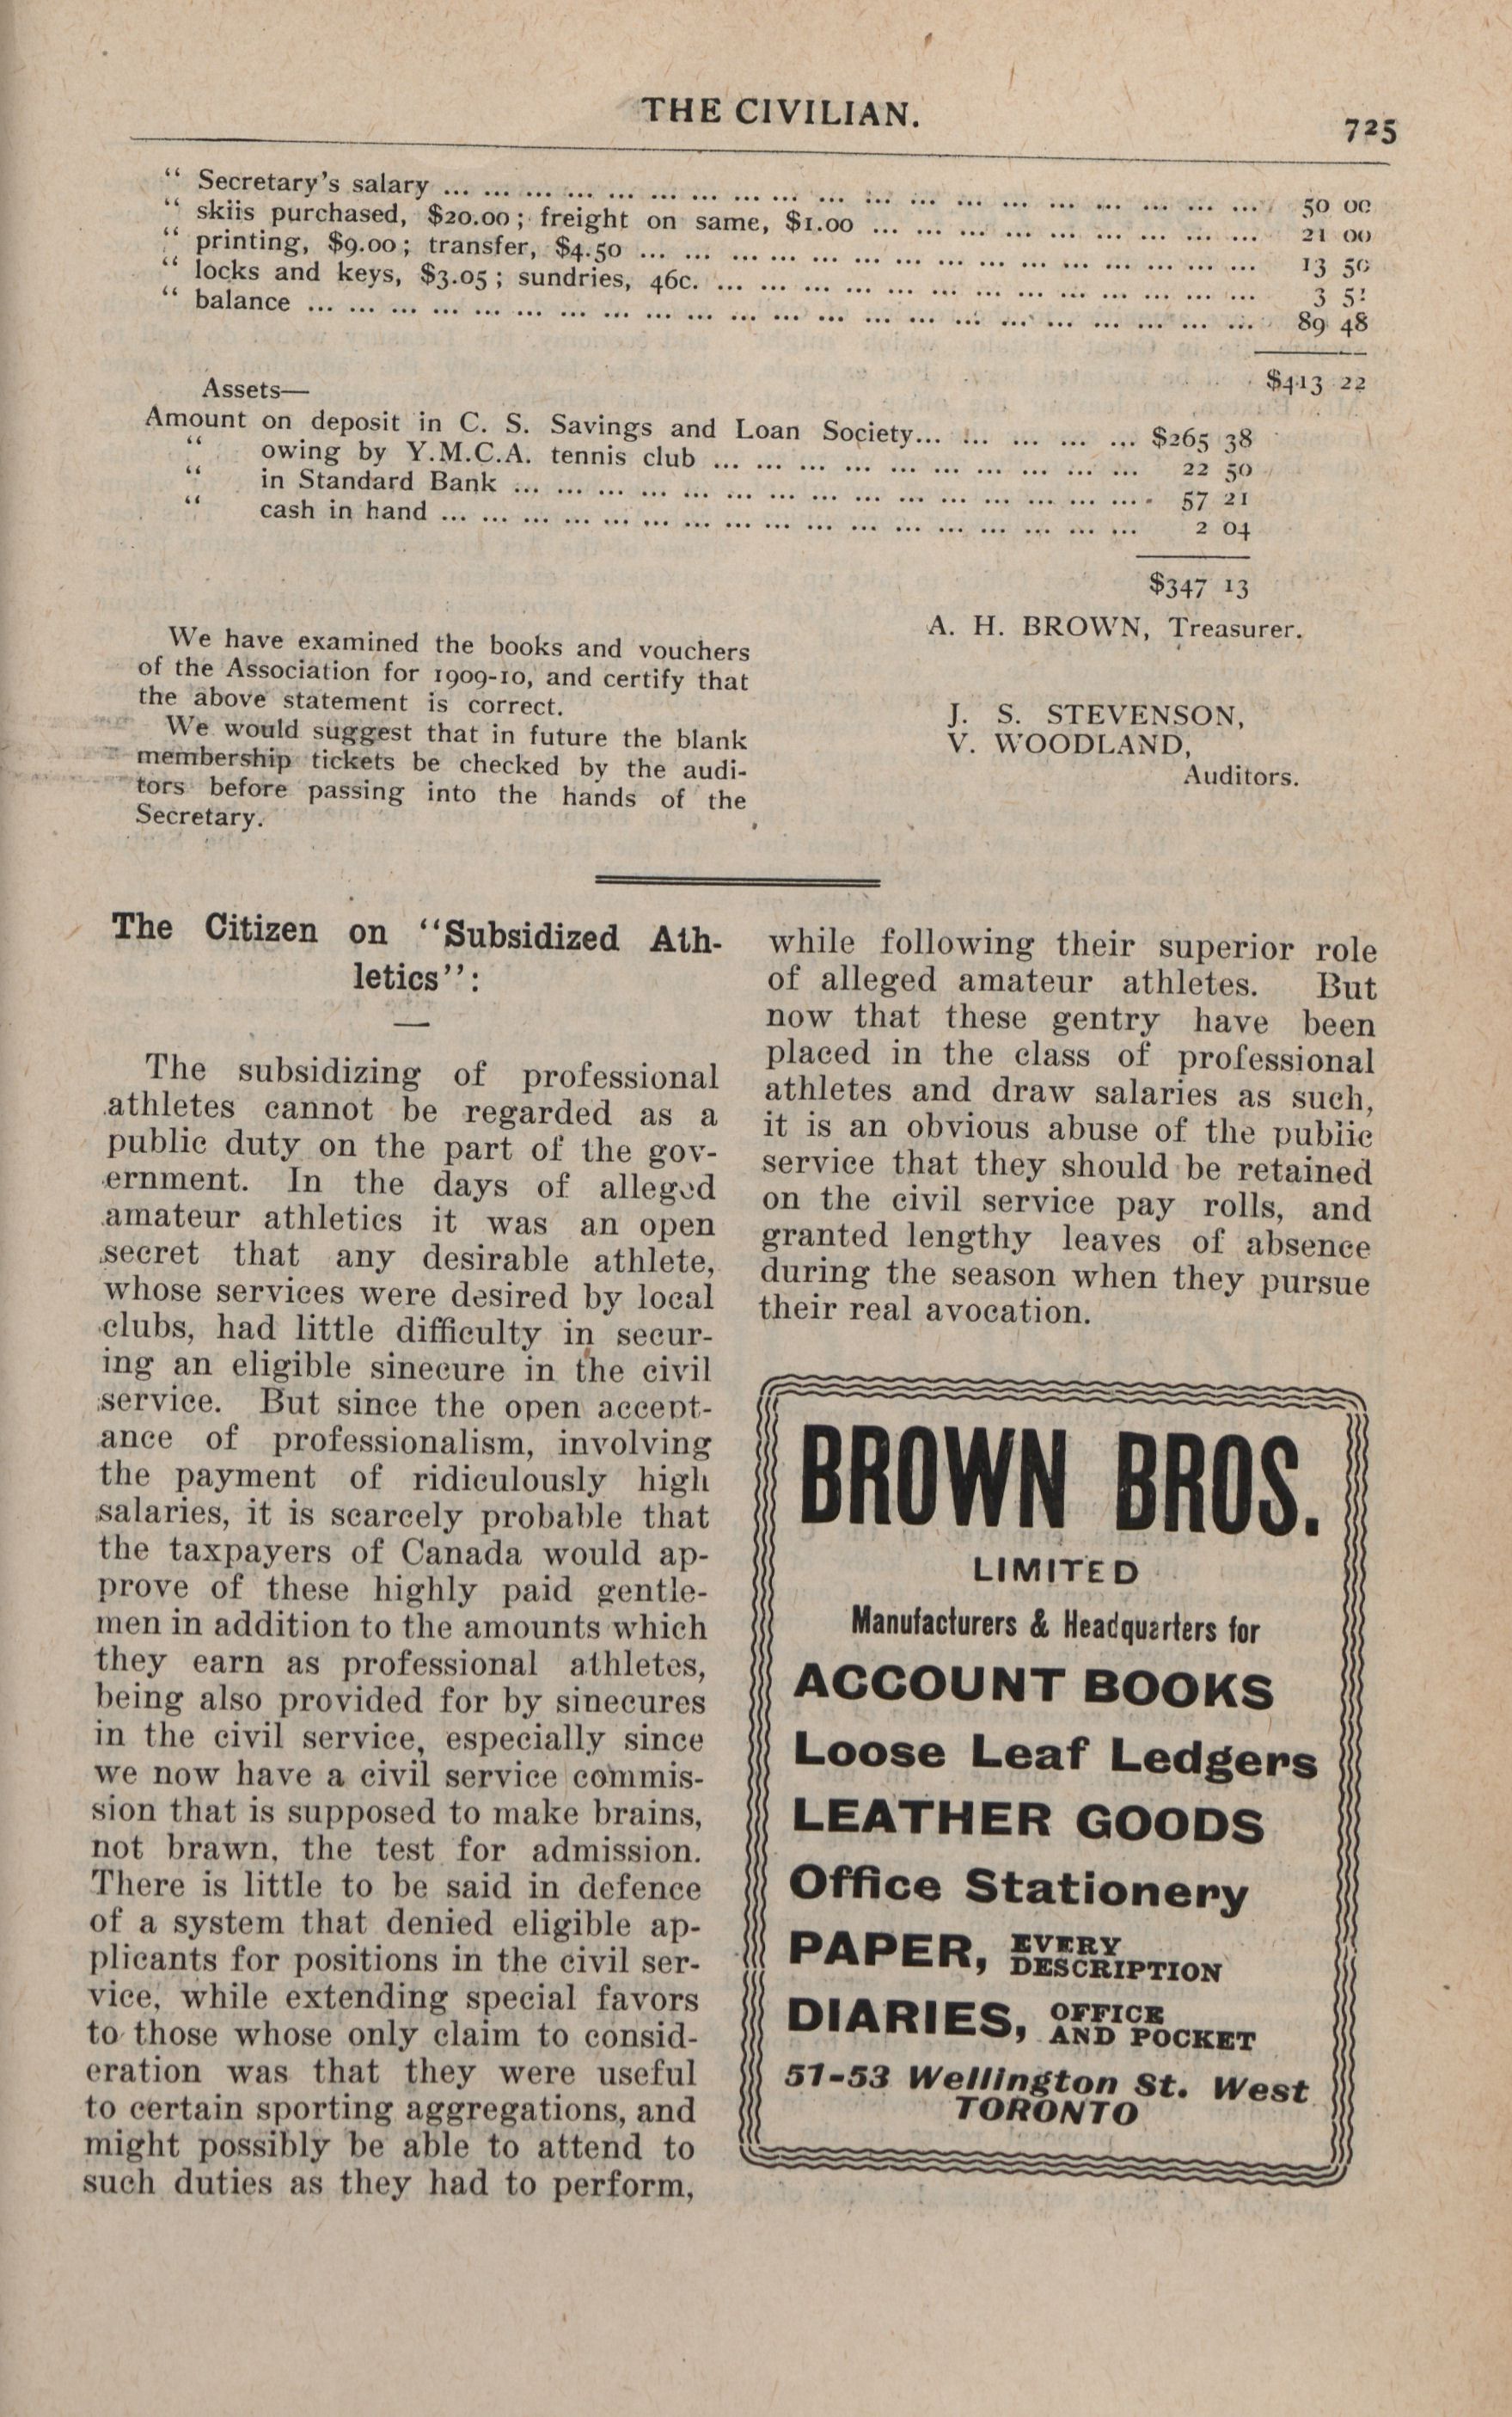 THE CIVILIAN.
725
“ Secretary's salary ... ... ... ... ... ... ... ... ... ... ... ... ... ... ... ... ... ... ... 50 00
“ skiis purchased, $20.00; freight on same, $1.00 ... ... ... ... ... ... ... ... ... 21 00
“ printing, $9.00; transfer, $4.50 ... ... ... ... ... ... ... ... ... ... ... ... ... ... 13 50
“ locks and keys, $3.05; sundries, 46c. ... ... ... ... ... ... ... ... ... ... ... ... ... 3 51
“ balance ... ... ... ... ... ... ... ... ... ... ... ... ... ... ... ... ... ... ... ... ... ... 89 48
$413 22
Assets—
Amount on deposit in C. S. Savings and Loan Society... ... ... ... ... $265 38
“ owing by Y.M.C.A. tennis club ... ... ... ... ... ... ... ... ... ... 22 50
“ in Standard Bank ... ... ... ... ... ... ... ... ... ... ... ... ... ... ... 57 21
“ cash in hand ... ... ... ... ... ... ... ... ... ... ... ... ... ... ... ... 2 04
$347 13
A. H. BROWN, Treasurer.
We have examined the books and vouchers
of the Association for 1909-10, and certify that
the above statement is correct.
We would suggest that in future the blank
membership tickets be checked by the audi-
tors before passing into the hands of the
Secretary.
J. S. STEVENSON,
V. WOODLAND,
Auditors.
The Citizen on “Subsidized Ath-
letics”:
The subsidizing of professional
athletes cannot be regarded as a
public duty on the part of the gov-
ernment. In the days of alleged
amateur athletics it was an open
secret that any desirable athlete,
whose services were desired by local
clubs, had little difficulty in secur-
ing an eligible sinecure in the civil
service. But since the open accept-
ance of professionalism, involving
the payment of ridiculously high
salaries, it is scarcely probable that
the taxpayers of Canada would ap-
prove of these highly paid gentle-
men in addition to the amounts which
they earn as professional athletes,
being also provided for by sinecures
in the civil service, especially since
we now have a civil service commis-
sion that is supposed to make brains,
not brawn, the test for admission.
There is little to be said in defence
of a system that denied eligible ap-
plicants for positions in the civil ser-
vice, while extending special favors
to those whose only claim to consid-
eration was that they were useful
to certain sporting aggregations, and
might possibly be able to attend to
such duties as they had to perform,
while following their superior role
of alleged amateur athletes. But
now that these gentry have been
placed in the class of professional
athletes and draw salaries as such,
it is an obvious abuse of the public
service that they should be retained
on the civil service pay rolls, and
granted lengthy leaves of absence
during the season when they pursue
their real avocation.
BROWN BROS.
LIMITED
Manufacturers & Headquarters for
ACCOUNT BOOKS
Loose Leaf Ledgers
LEATHER GOODS
Office Stationery
PAPER, EVERY DESCRIPTION
DIARIES, OFFICE AND POCKET
51-53 Wellington St. West
TORONTO